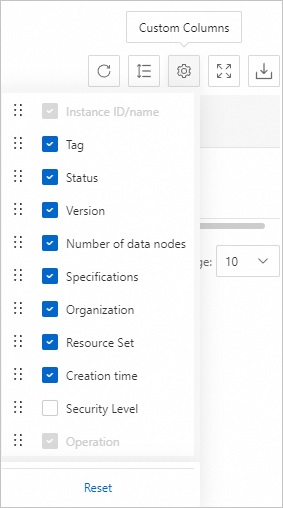 Custom Columns
Instance ID/name
Tag
Status
Version
Number of data nodes
Specifications
ge: 10
Organization
Resource Set
Creation time
Security Level
Operation
Reset